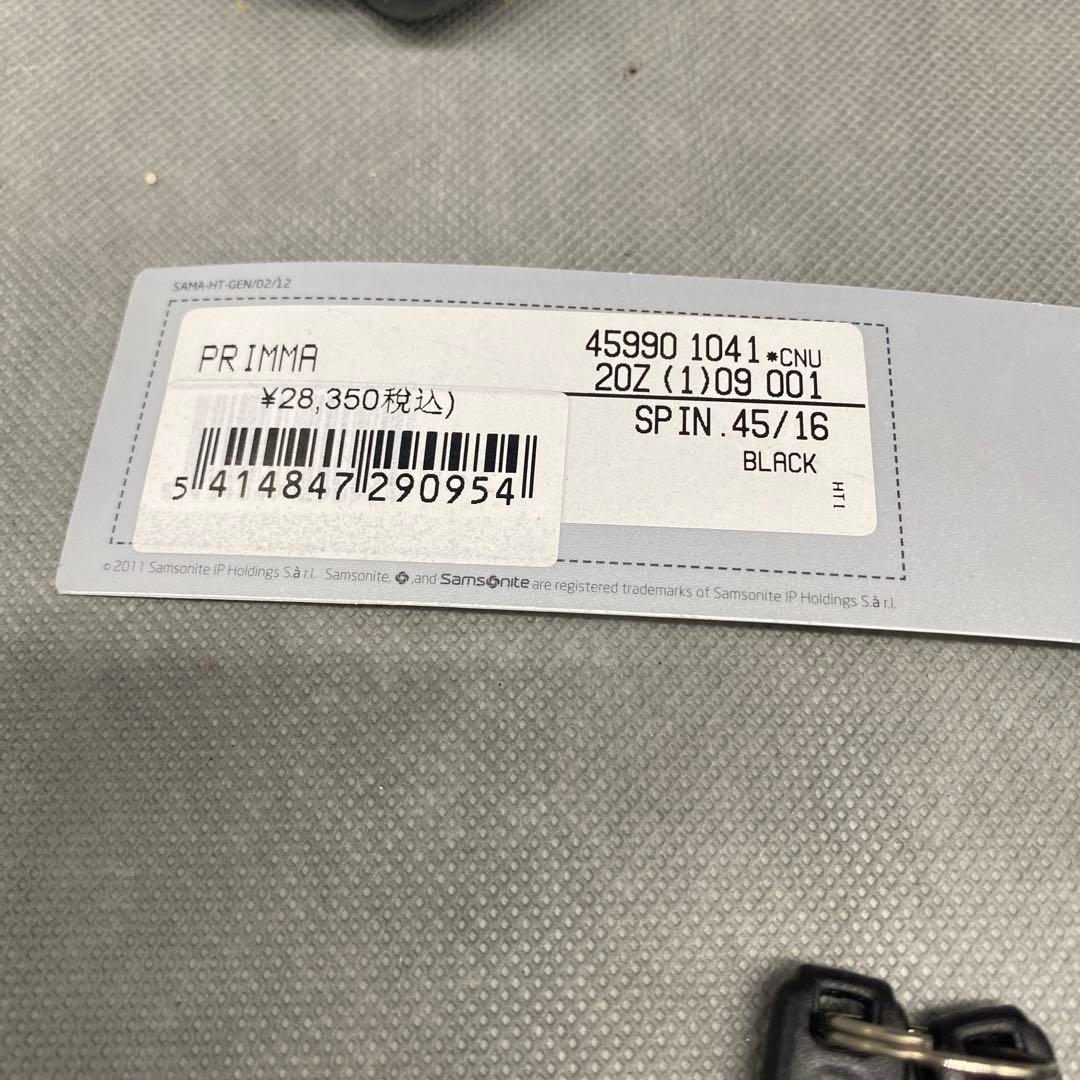 SAMA-HT-GEN/02/12
PRIMMA
45990 1041*CNU
20Z (1)09 001
¥28,350税込)
SPIN.45/16
BLACK
HT1
5 414847 290954
©2011 Samsonite IP Holdings S.à r.l. Samsonite, ,and Samsonite are registered trademarks of Samsonite IP Holdings S.à r.l.